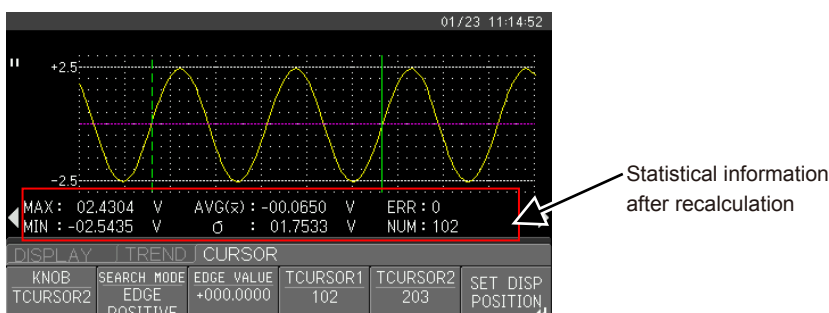 01/23 11:14:52
+2.5
-2.5
MAX : 02.4304 V AVG(x̄) : -00.0650 V ERR : 0
MIN : -02.5435 V σ : 01.7533 V NUM : 102
Statistical information
after recalculation
DISPLAY TREND CURSOR
KNOB SEARCH MODE EDGE VALUE TCURSOR1 TCURSOR2 SET DISP
TCURSOR2 EDGE +000.0000 102 203 POSITION
POSITIVE